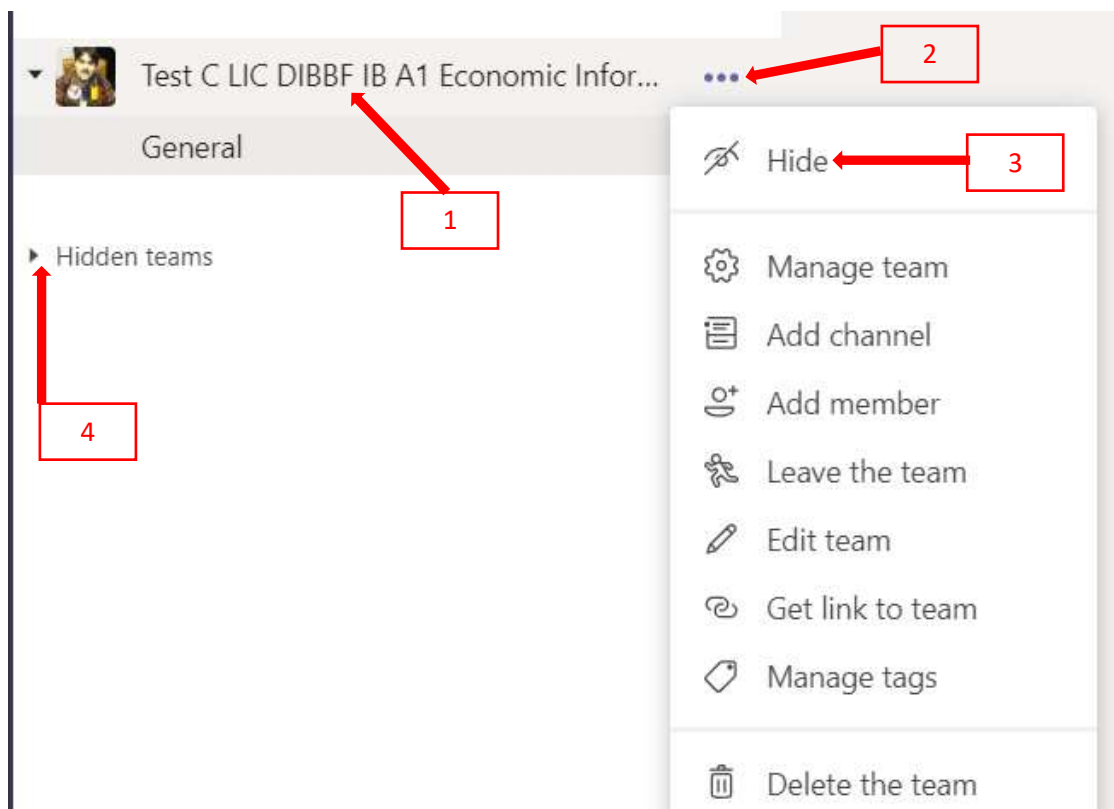 2
Test C LIC DIBBF IB A1 Economic Infor...
General
Hide
3
1
Hidden teams
Manage team
Add channel
4
Add member
Leave the team
Edit team
Get link to team
Manage tags
Delete the team